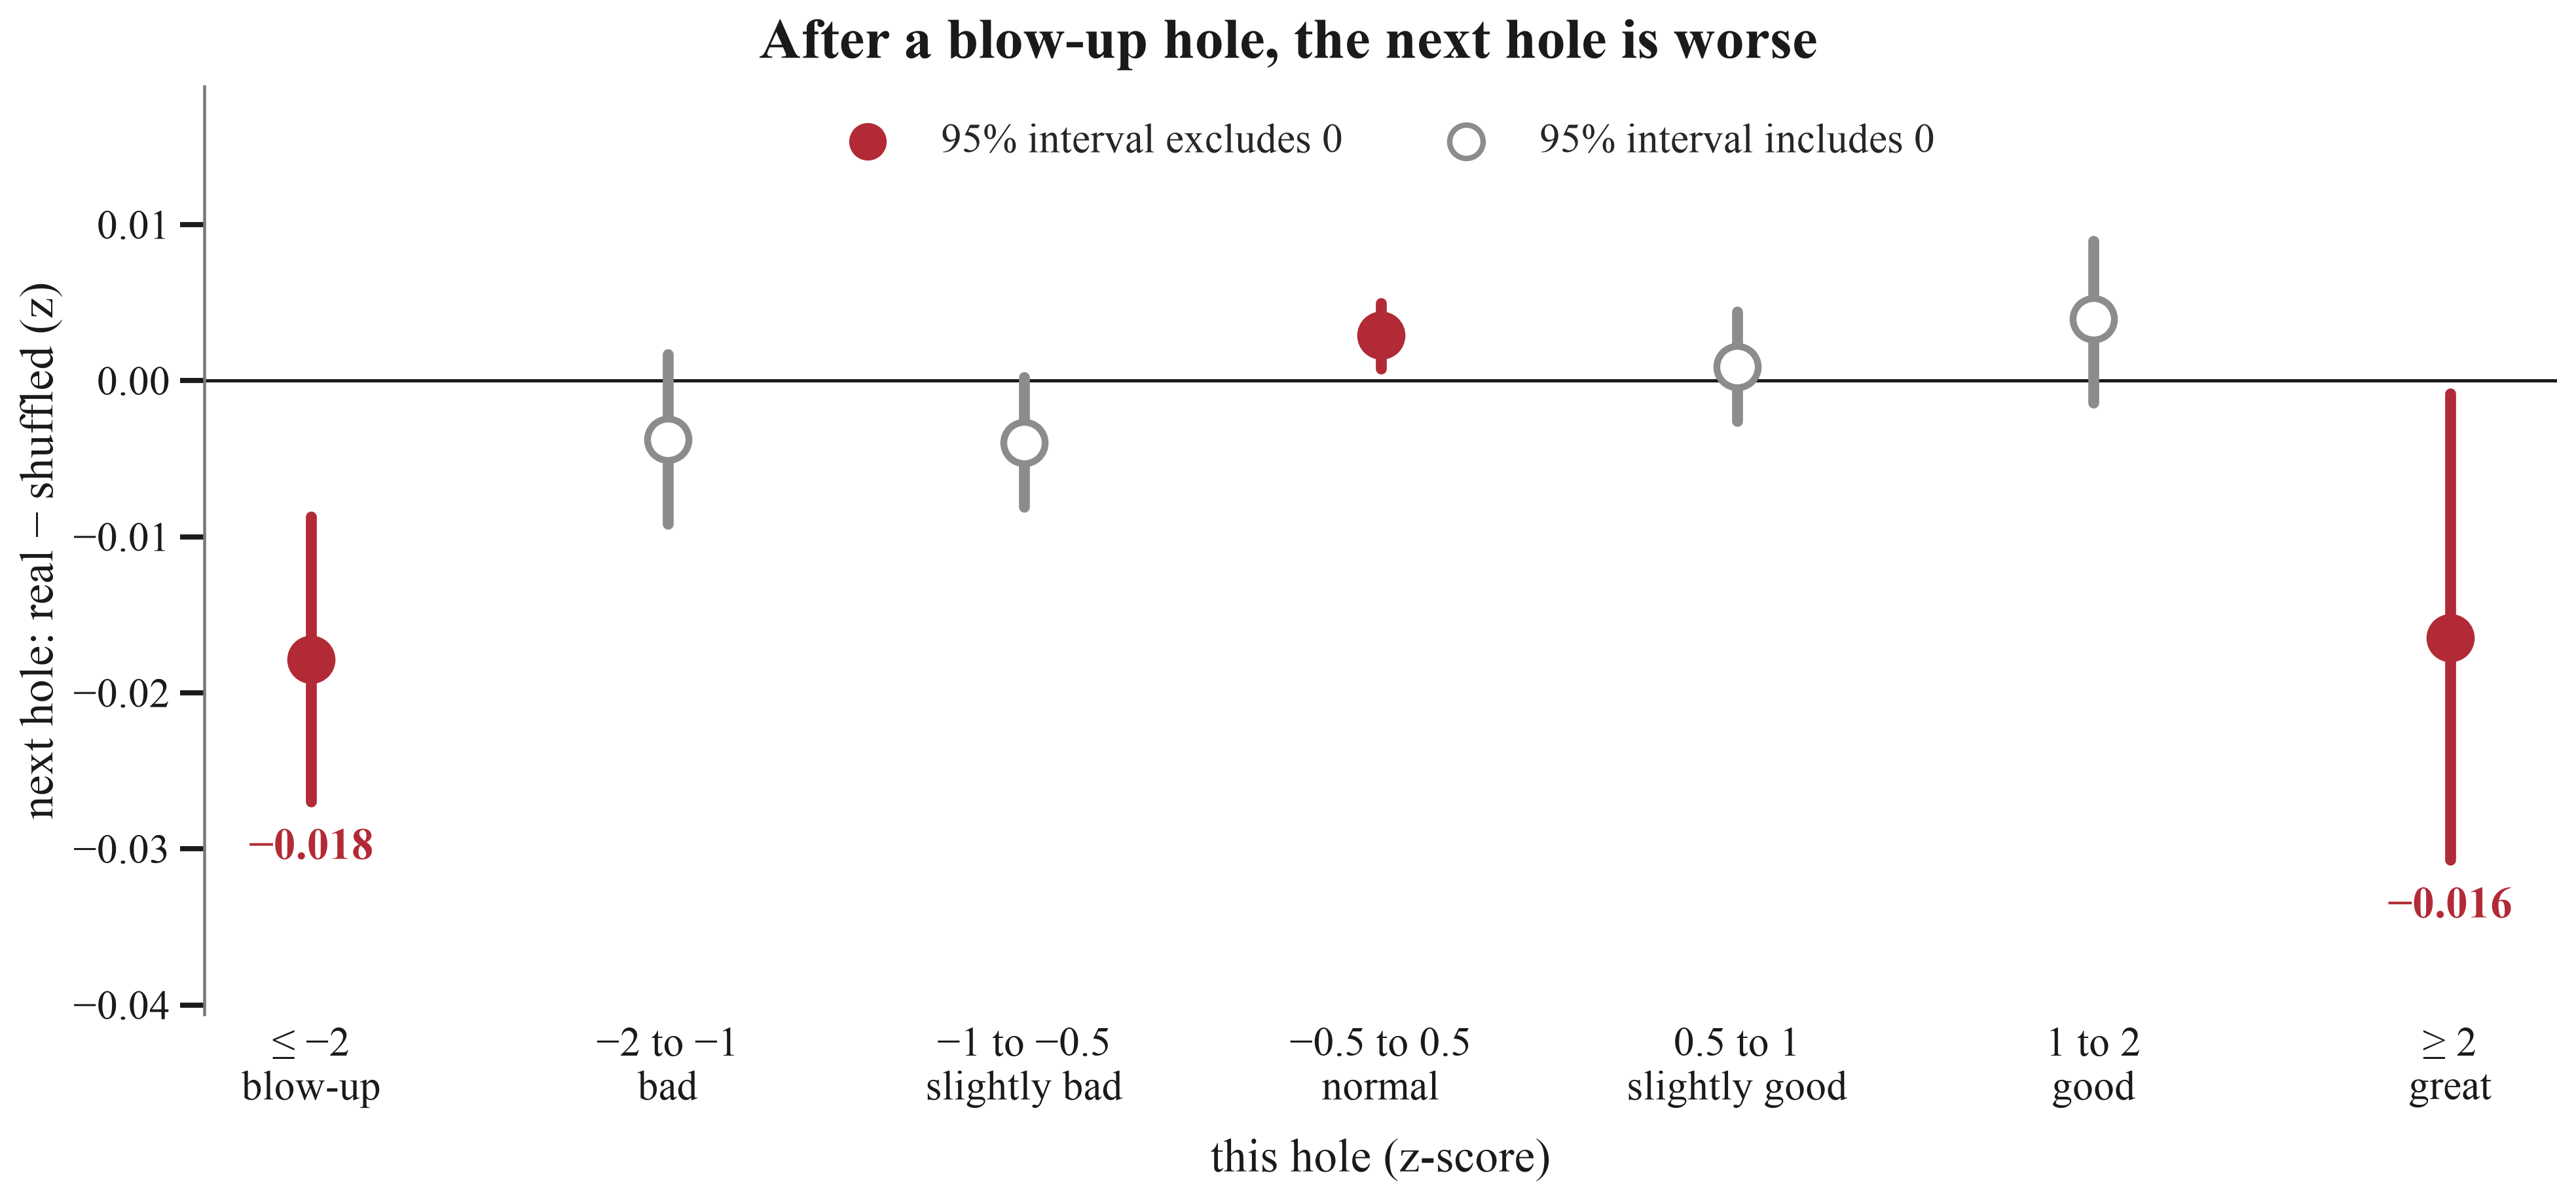 After a blow-up hole, the next hole is worse
95% interval excludes 0
95% interval includes 0
next hole: real – shuffled (z)
0.01
0.00
−0.01
−0.02
−0.03
−0.04
−0.018
−0.016
≤ −2
blow-up
−2 to −1
bad
−1 to −0.5
slightly bad
−0.5 to 0.5
normal
0.5 to 1
slightly good
1 to 2
good
≥ 2
great
this hole (z-score)